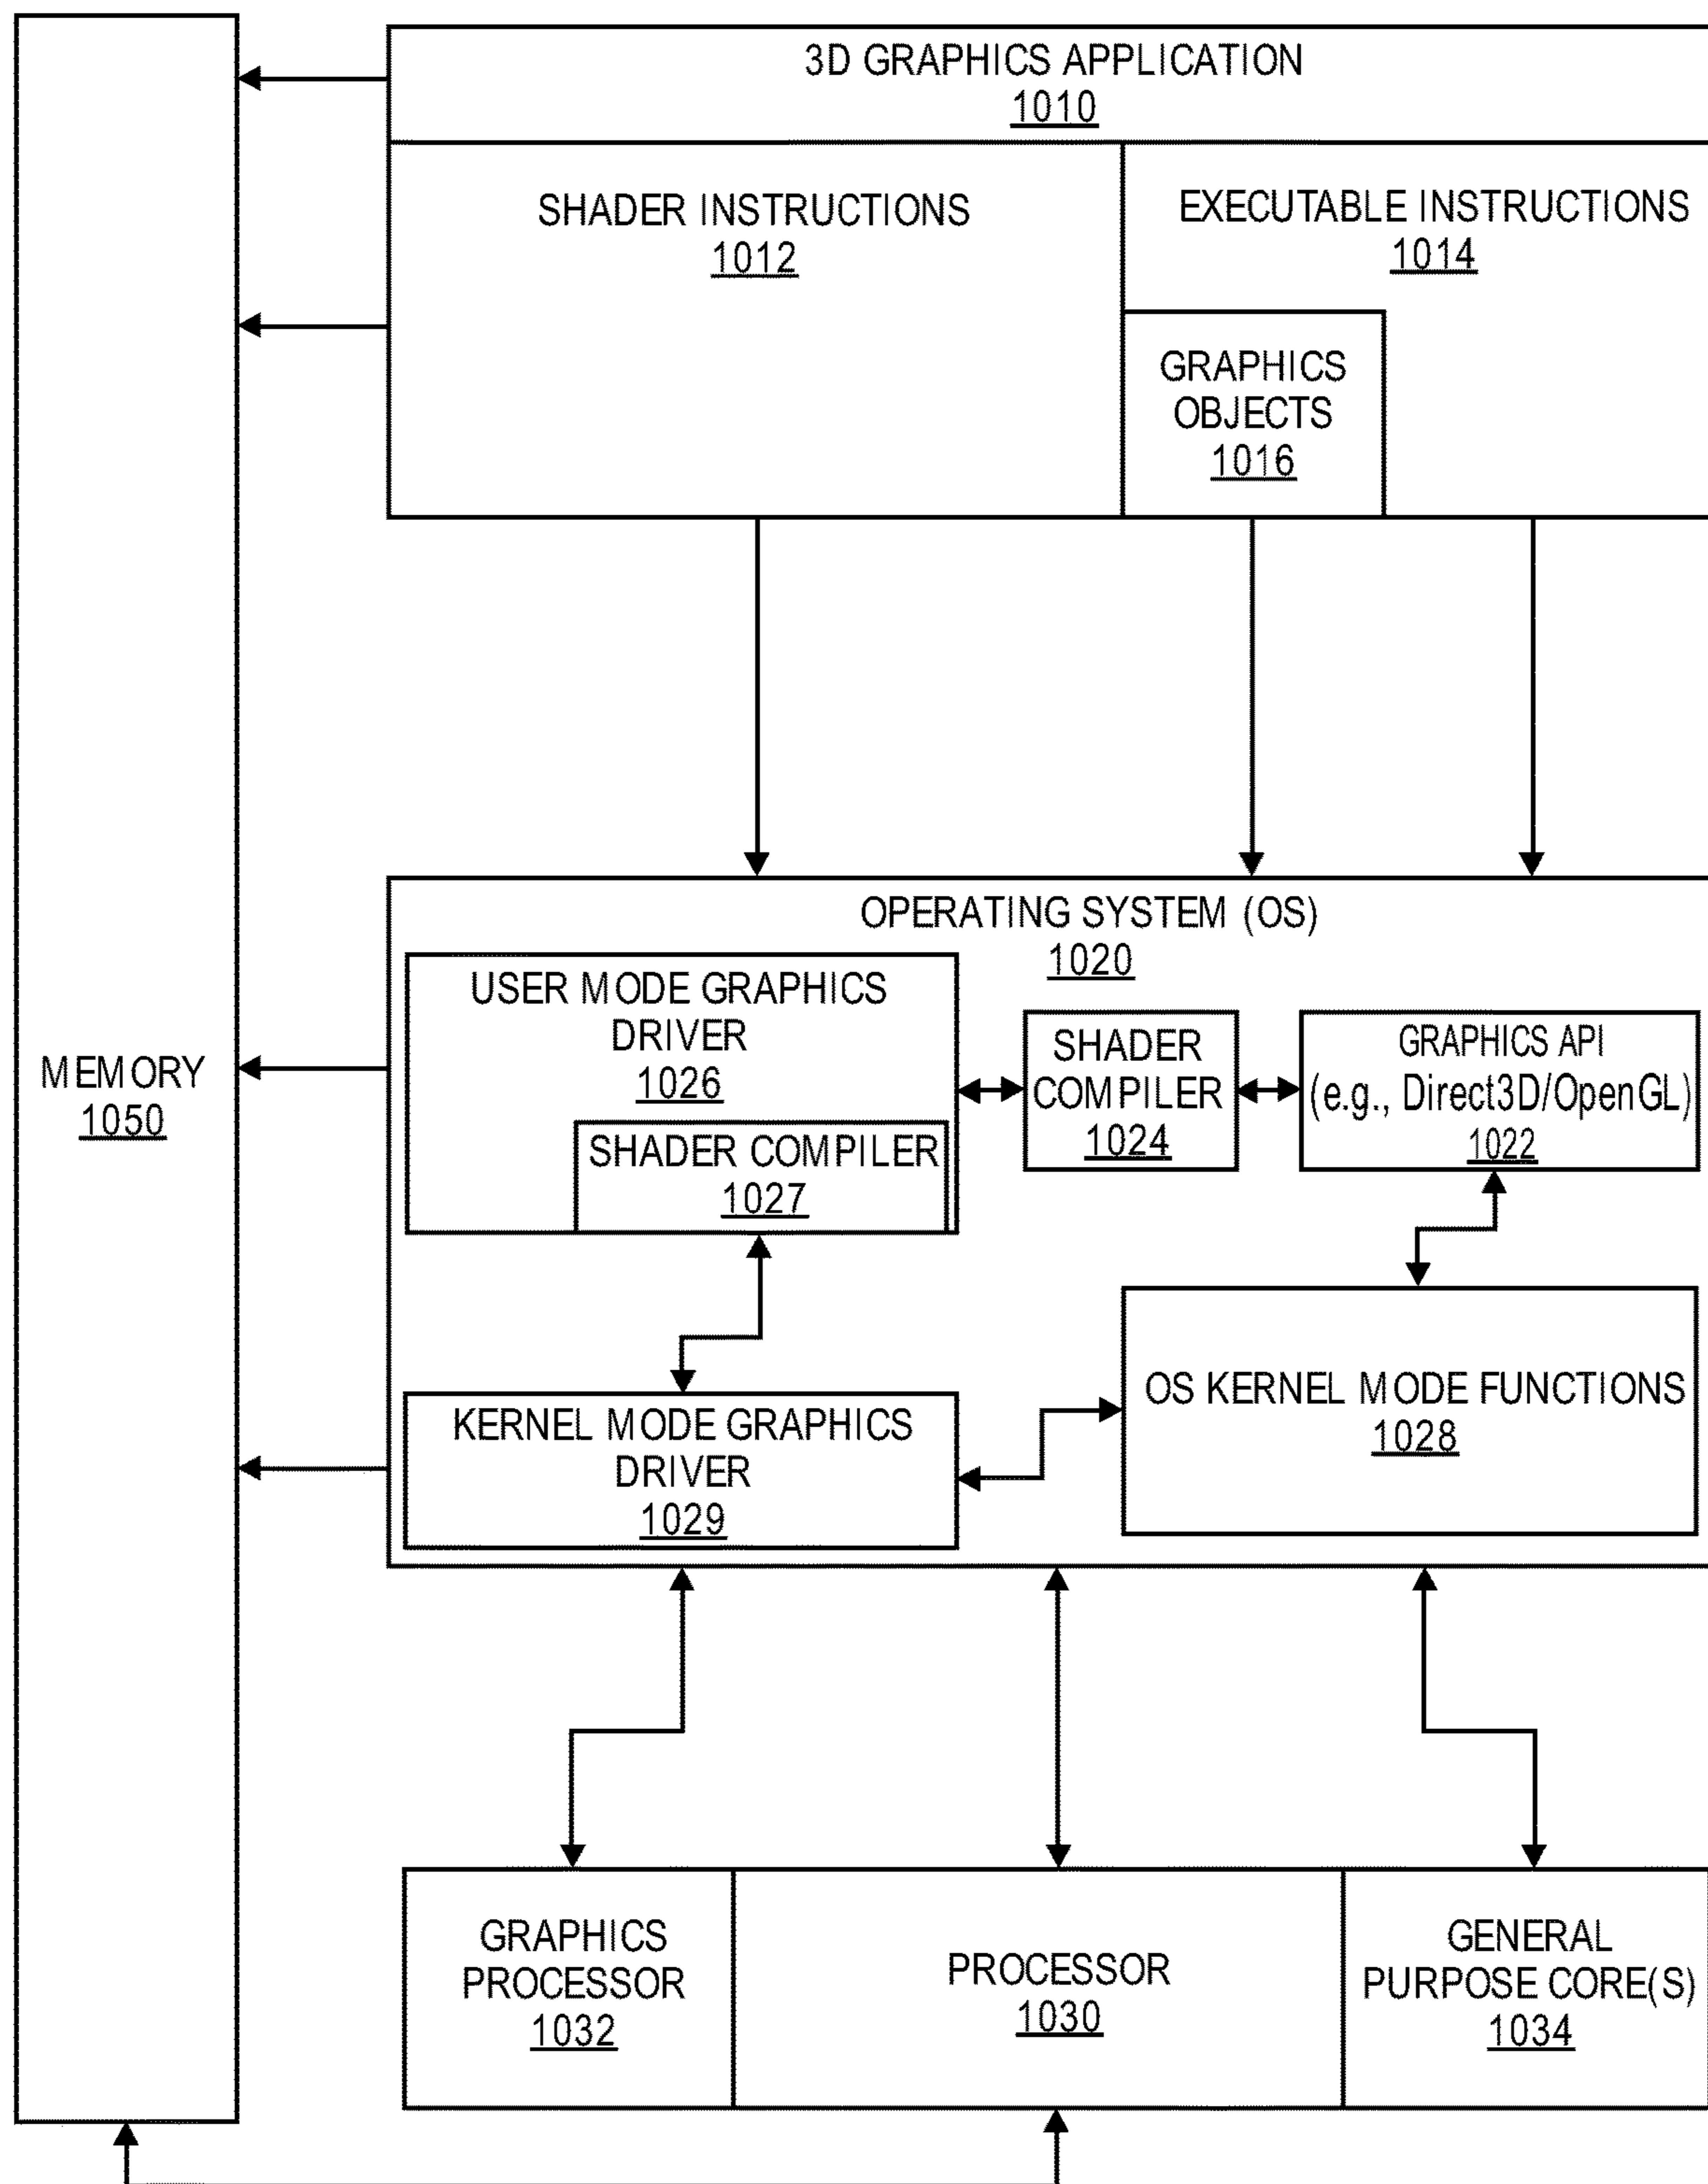 3D GRAPHICS APPLICATION
1010
SHADER INSTRUCTIONS
1012
EXECUTABLE INSTRUCTIONS
1014
GRAPHICS
OBJECTS
1016
OPERATING SYSTEM (OS)
1020
USER MODE GRAPHICS
DRIVER
1026
SHADER COMPILER
1027
SHADER
COMPILER
1024
GRAPHICS API
(e.g., Direct3D/OpenGL)
1022
MEMORY
1050
OS KERNEL MODE FUNCTIONS
1028
KERNEL MODE GRAPHICS
DRIVER
1029
GRAPHICS
PROCESSOR
1032
PROCESSOR
1030
GENERAL
PURPOSE CORE(S)
1034